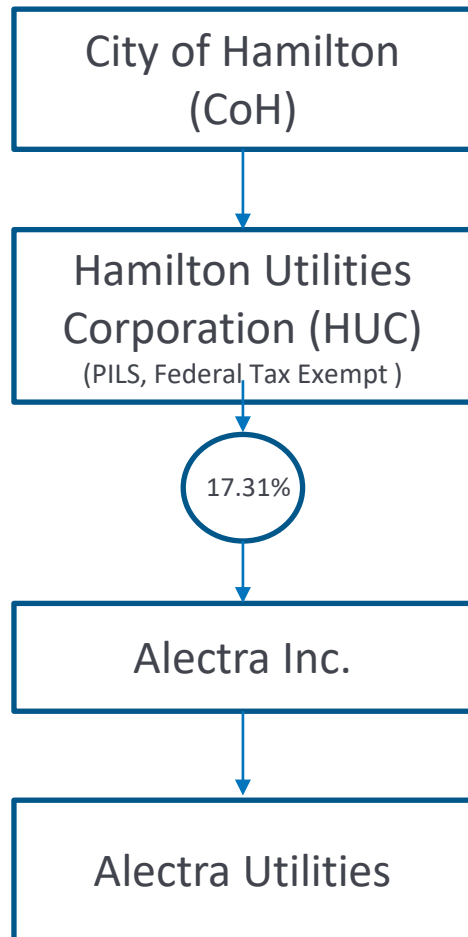 City of Hamilton
(CoH)
Hamilton Utilities
Corporation (HUC)
(PILS, Federal Tax Exempt )
17.31%
Alectra Inc.
Alectra Utilities